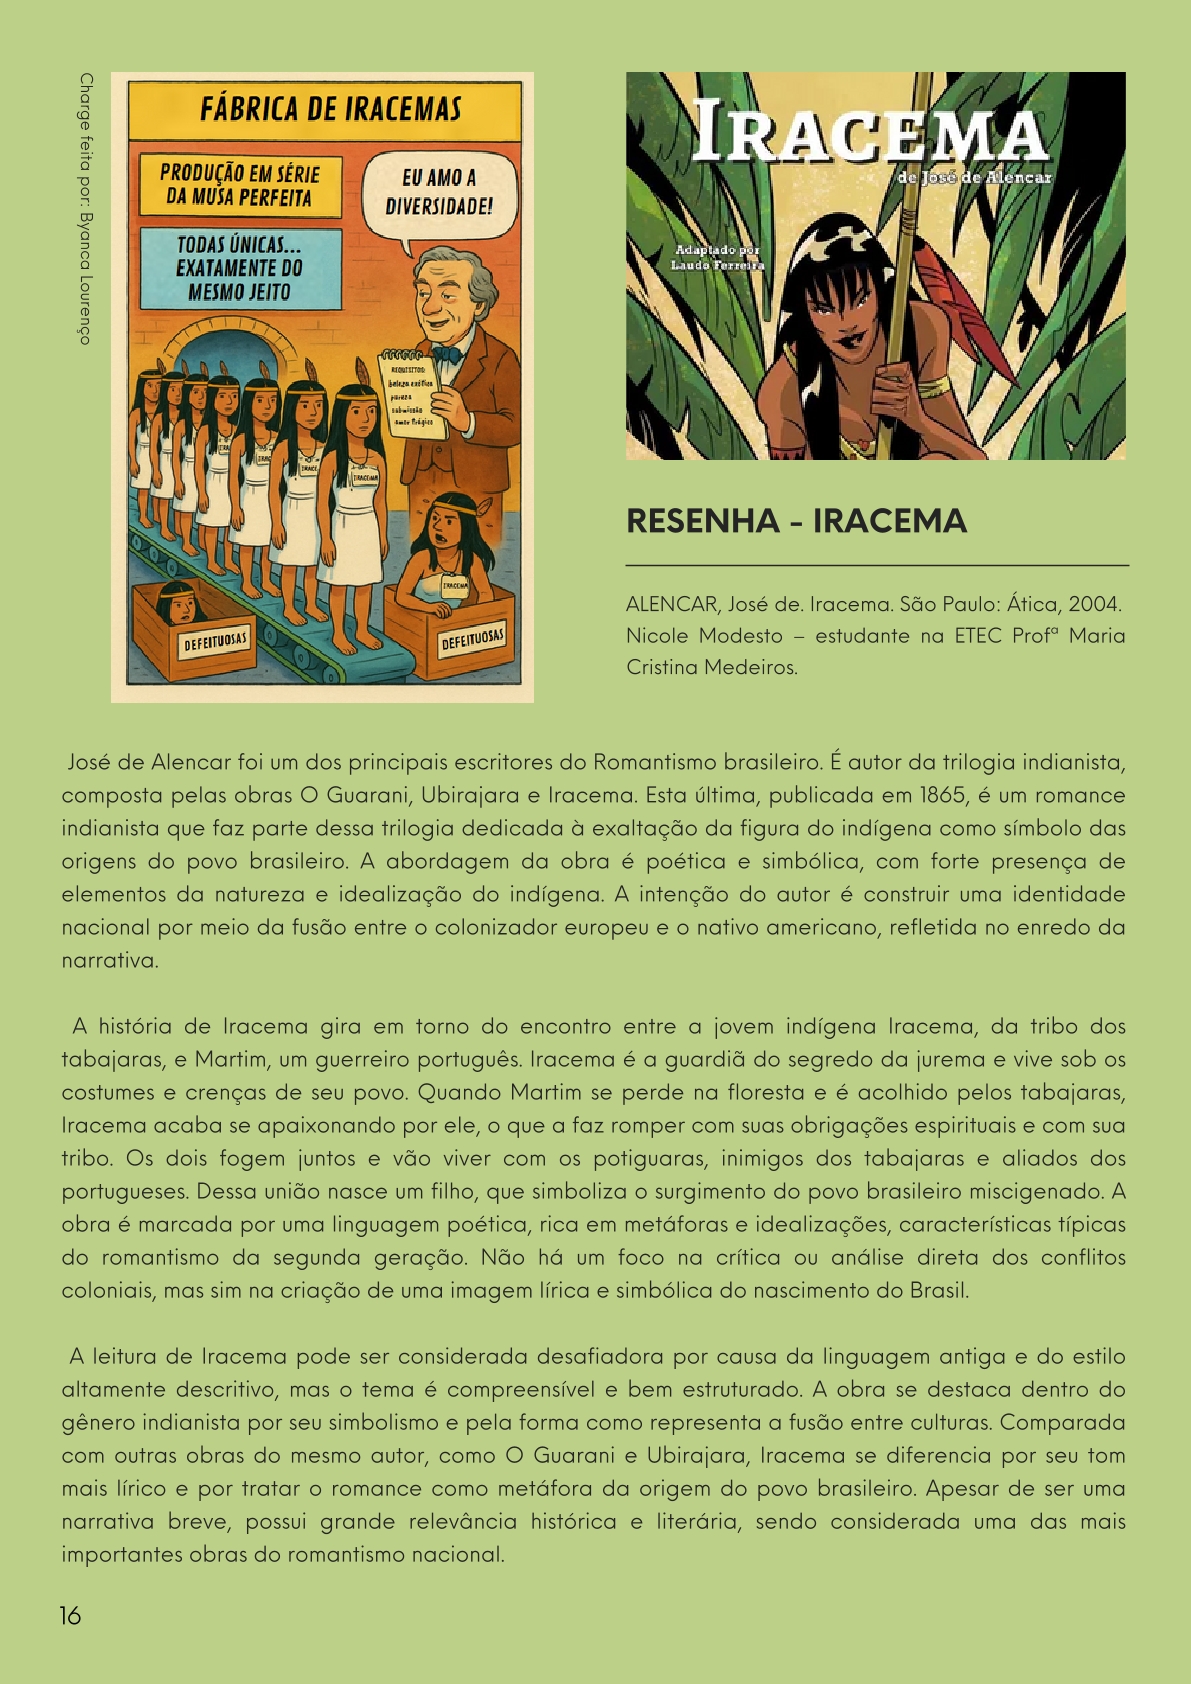 Charge feita por: Byanca Lourenço
FÁBRICA DE IRACEMAS
PRODUÇÃO EM SÉRIE
DA MUSA PERFEITA
TODAS ÚNICAS...
EXATAMENTE DO
MESMO JEITO
EU AMO A
DIVERSIDADE!
REQUISITOS:
beleza exótica
pureza
submissão
amor trágico
IRA
IRAC
IRACE
IRACEMA
IRACEMA
DEFEITUOSAS
DEFEITUOSAS
IRACEMA
de José de Alencar
Adaptado por
Laudo Ferreira
RESENHA - IRACEMA
ALENCAR, José de. Iracema. São Paulo: Ática, 2004.
Nicole Modesto – estudante na ETEC Profª Maria
Cristina Medeiros.
José de Alencar foi um dos principais escritores do Romantismo brasileiro. É autor da trilogia indianista,
composta pelas obras O Guarani, Ubirajara e Iracema. Esta última, publicada em 1865, é um romance
indianista que faz parte dessa trilogia dedicada à exaltação da figura do indígena como símbolo das
origens do povo brasileiro. A abordagem da obra é poética e simbólica, com forte presença de
elementos da natureza e idealização do indígena. A intenção do autor é construir uma identidade
nacional por meio da fusão entre o colonizador europeu e o nativo americano, refletida no enredo da
narrativa.
A história de Iracema gira em torno do encontro entre a jovem indígena Iracema, da tribo dos
tabajaras, e Martim, um guerreiro português. Iracema é a guardiã do segredo da jurema e vive sob os
costumes e crenças de seu povo. Quando Martim se perde na floresta e é acolhido pelos tabajaras,
Iracema acaba se apaixonando por ele, o que a faz romper com suas obrigações espirituais e com sua
tribo. Os dois fogem juntos e vão viver com os potiguaras, inimigos dos tabajaras e aliados dos
portugueses. Dessa união nasce um filho, que simboliza o surgimento do povo brasileiro miscigenado. A
obra é marcada por uma linguagem poética, rica em metáforas e idealizações, características típicas
do romantismo da segunda geração. Não há um foco na crítica ou análise direta dos conflitos
coloniais, mas sim na criação de uma imagem lírica e simbólica do nascimento do Brasil.
A leitura de Iracema pode ser considerada desafiadora por causa da linguagem antiga e do estilo
altamente descritivo, mas o tema é compreensível e bem estruturado. A obra se destaca dentro do
gênero indianista por seu simbolismo e pela forma como representa a fusão entre culturas. Comparada
com outras obras do mesmo autor, como O Guarani e Ubirajara, Iracema se diferencia por seu tom
mais lírico e por tratar o romance como metáfora da origem do povo brasileiro. Apesar de ser uma
narrativa breve, possui grande relevância histórica e literária, sendo considerada uma das mais
importantes obras do romantismo nacional.
16